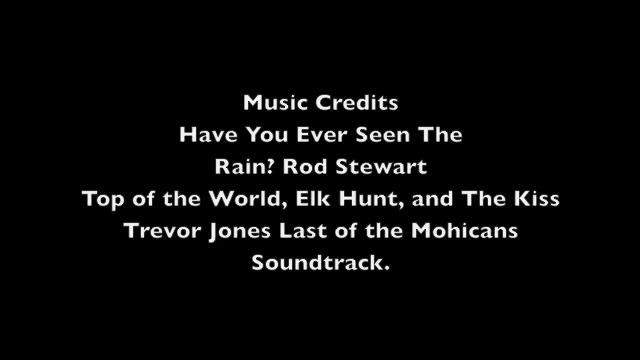 Music Credits
Have You Ever Seen The
Rain? Rod Stewart
Top of the World, Elk Hunt, and The Kiss
Trevor Jones Last of the Mohicans
Soundtrack.